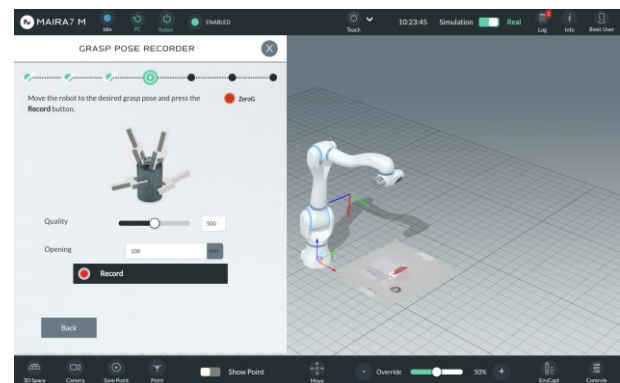 MAIRA7 M
Idle
PC
Robot
ENABLED
Teach
10:23:45
Simulation
Real
Log
Info
Basic User
GRASP POSE RECORDER
Move the robot to the desired grasp pose and press the
Record button.
ZeroG
Quality
500
Opening
100
mm
Record
Back
3D Space
Camera
Save Point
Point
Show Point
Move
-
Override
50%
+
EnvCapt
Controls